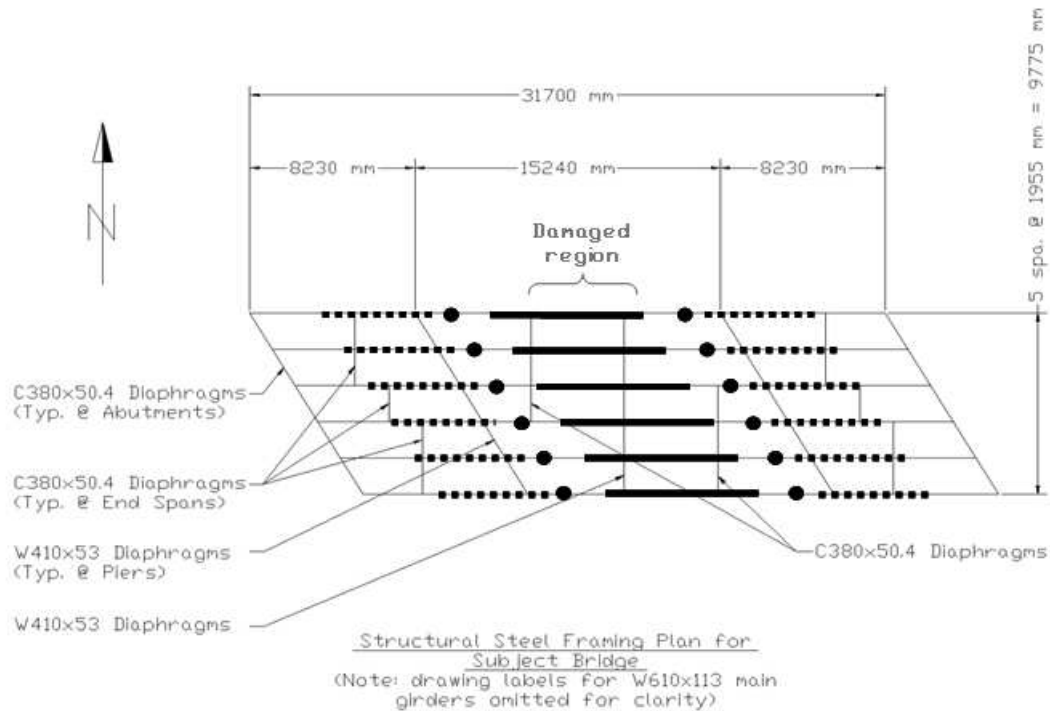 31700 mm
5 spa. @ 1955 mm = 9775 mm
8230 mm
15240 mm
8230 mm
N
Damaged
region
C380x50.4 Diaphragms
(Typ. @ Abutments)
C380x50.4 Diaphragms
(Typ. @ End Spans)
W410x53 Diaphragms
(Typ. @ Piers)
C380x50.4 Diaphragms
W410x53 Diaphragms
Structural Steel Framing Plan for
Subject Bridge
(Note: drawing labels for W610x113 main
girders omitted for clarity)